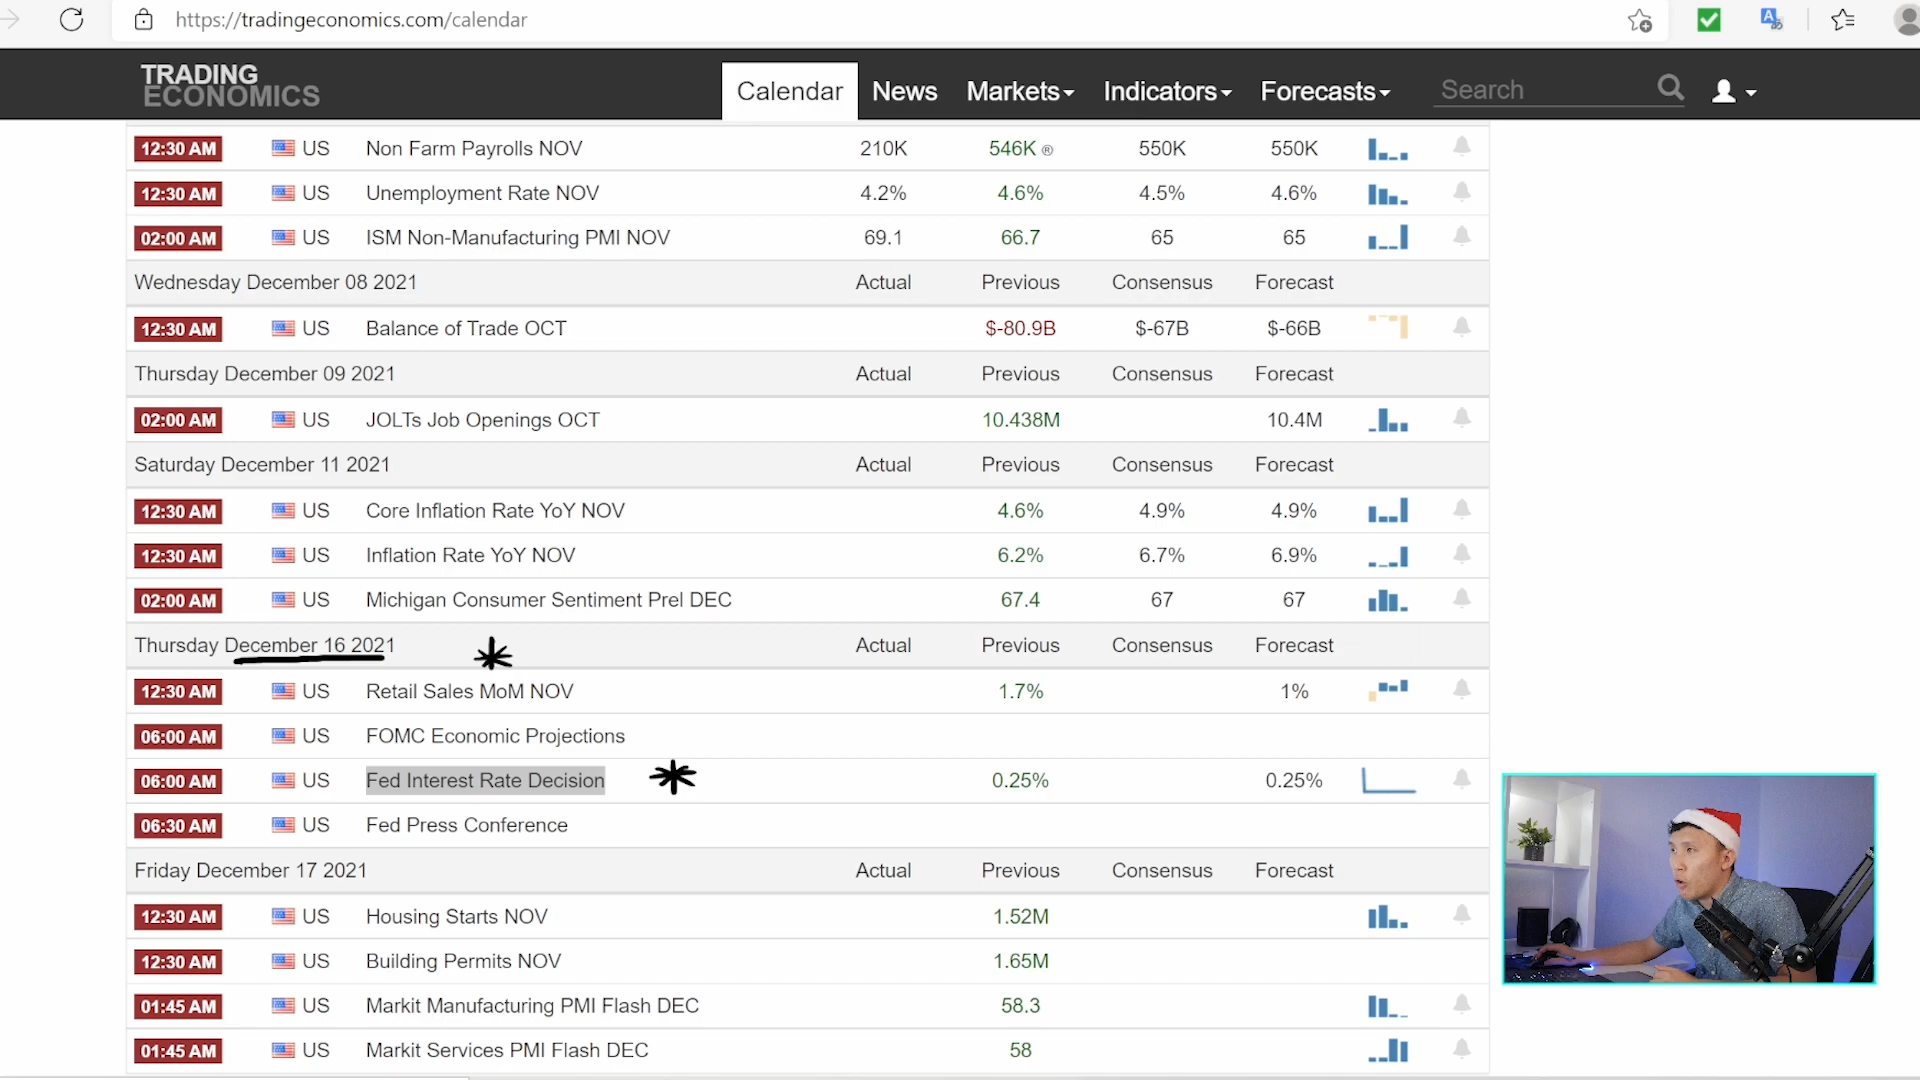 https://tradingeconomics.com/calendar
TRADING
ECONOMICS
Calendar News Markets Indicators Forecasts Search
12:30 AM US Non Farm Payrolls NOV 210K 546K ® 550K 550K
12:30 AM US Unemployment Rate NOV 4.2% 4.6% 4.5% 4.6%
02:00 AM US ISM Non-Manufacturing PMI NOV 69.1 66.7 65 65
Wednesday December 08 2021 Actual Previous Consensus Forecast
12:30 AM US Balance of Trade OCT $-80.9B $-67B $-66B
Thursday December 09 2021 Actual Previous Consensus Forecast
02:00 AM US JOLTs Job Openings OCT 10.438M 10.4M
Saturday December 11 2021 Actual Previous Consensus Forecast
12:30 AM US Core Inflation Rate YoY NOV 4.6% 4.9% 4.9%
12:30 AM US Inflation Rate YoY NOV 6.2% 6.7% 6.9%
02:00 AM US Michigan Consumer Sentiment Prel DEC 67.4 67 67
Thursday December 16 2021 Actual Previous Consensus Forecast
12:30 AM US Retail Sales MoM NOV 1.7% 1%
06:00 AM US FOMC Economic Projections
06:00 AM US Fed Interest Rate Decision 0.25% 0.25%
06:30 AM US Fed Press Conference
Friday December 17 2021 Actual Previous Consensus Forecast
12:30 AM US Housing Starts NOV 1.52M
12:30 AM US Building Permits NOV 1.65M
01:45 AM US Markit Manufacturing PMI Flash DEC 58.3
01:45 AM US Markit Services PMI Flash DEC 58